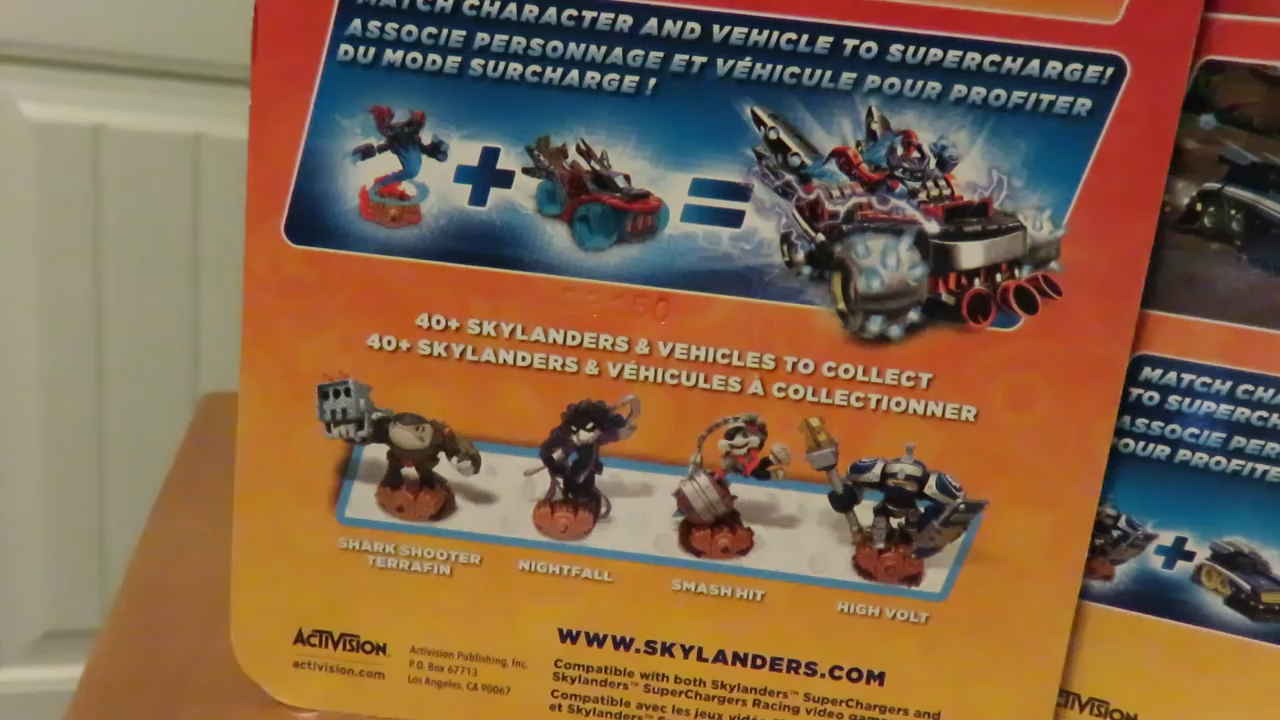 MATCH CHARACTER AND VEHICLE TO SUPERCHARGE!
ASSOCIE PERSONNAGE ET VÉHICULE POUR PROFITER
DU MODE SURCHARGE !
+
=
40+ SKYLANDERS & VEHICLES TO COLLECT
40+ SKYLANDERS & VÉHICULES À COLLECTIONNER
SHARK SHOOTER
TERRAFIN
NIGHTFALL
SMASH HIT
HIGH VOLT
ACTIVISION.
activision.com
Activision Publishing, Inc.
P.O. Box 67713
Los Angeles, CA 90067
WWW.SKYLANDERS.COM
Compatible with both Skylanders™ SuperChargers and
Skylanders™ SuperChargers Racing video games
Compatible avec les jeux vidéo
et Skylanders™
MATCH CHA
TO SUPERCH
ASSOCIE PER
POUR PROFITE
+
ACTIVISION